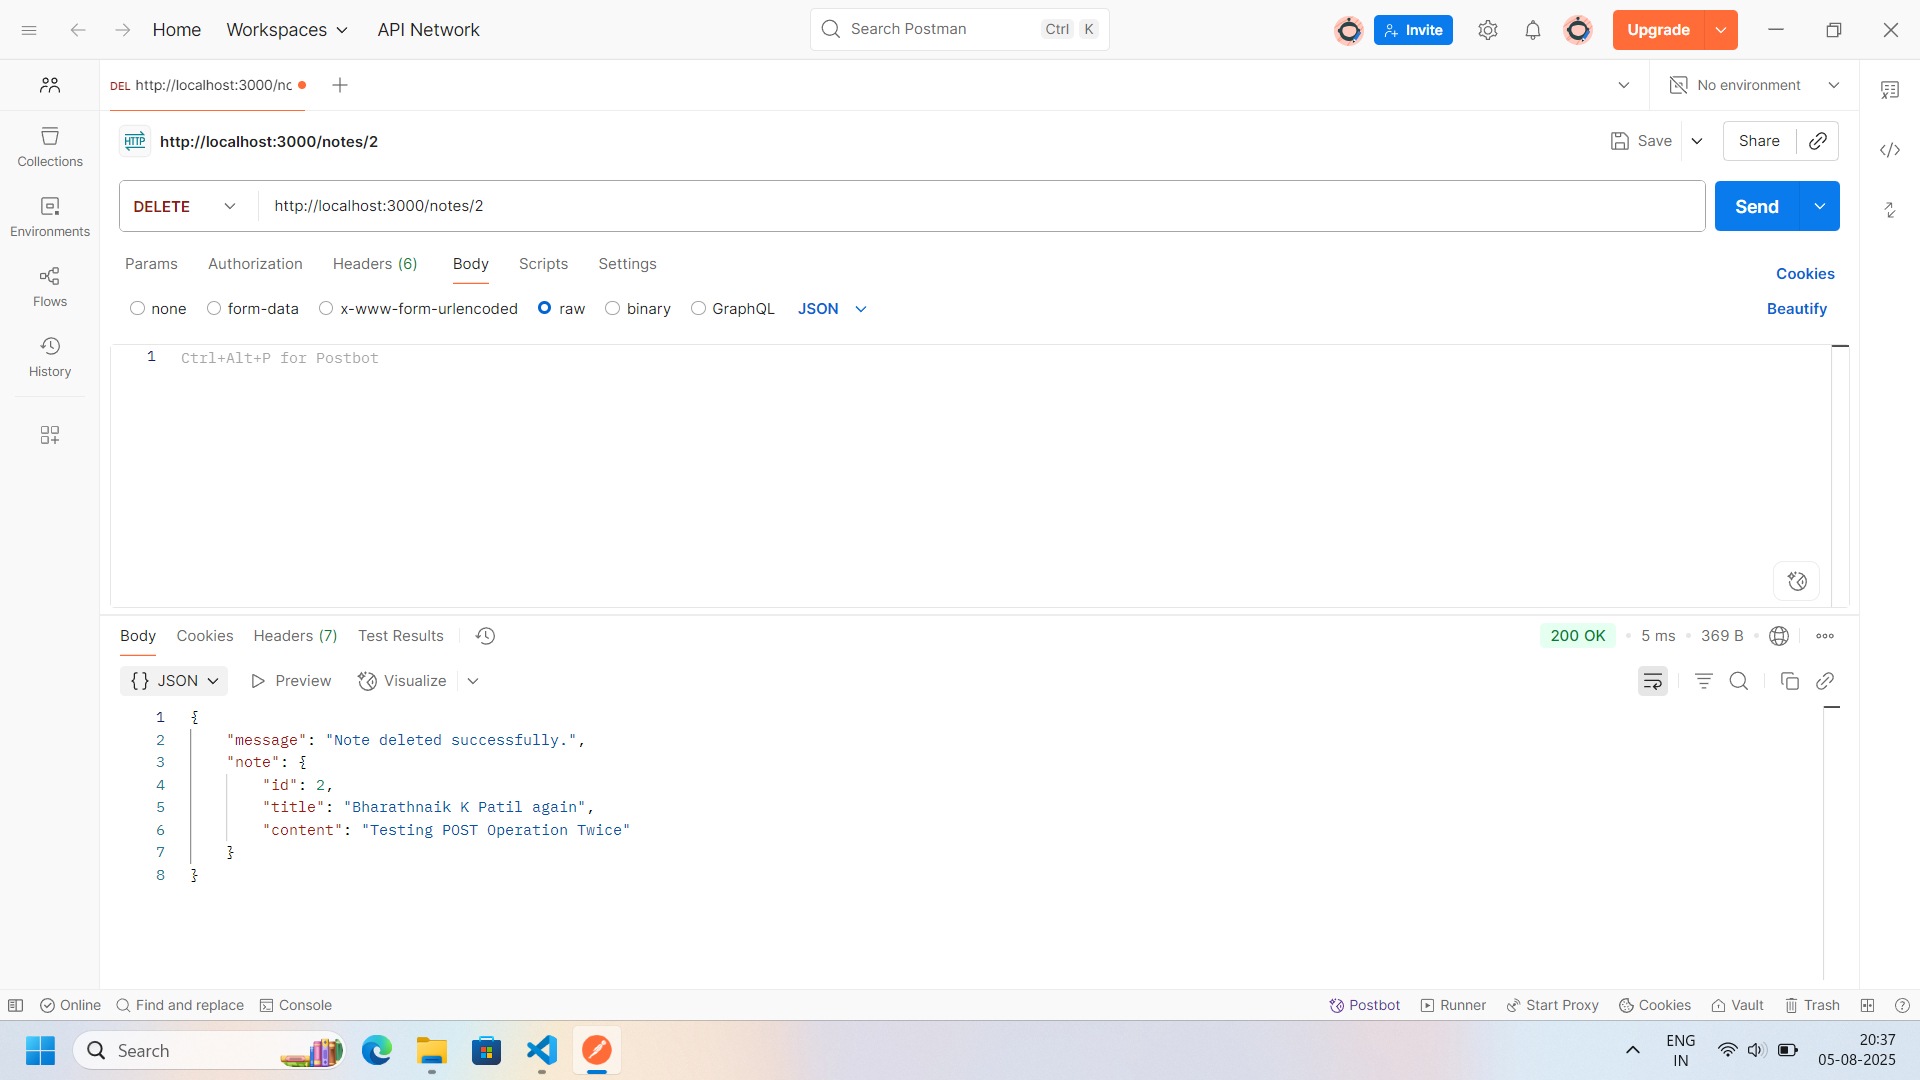 Home Workspaces API Network Search Postman Ctrl K Invite Upgrade
DEL http://localhost:3000/nc No environment
HTTP http://localhost:3000/notes/2 Save Share
Collections
DELETE http://localhost:3000/notes/2 Send
Environments
Params Authorization Headers (6) Body Scripts Settings Cookies
Flows
none form-data x-www-form-urlencoded raw binary GraphQL JSON Beautify
1 Ctrl+Alt+P for Postbot
History
Body Cookies Headers (7) Test Results 200 OK 5 ms 369 B
{} JSON Preview Visualize
1 {
2 "message": "Note deleted successfully.",
3 "note": {
4 "id": 2,
5 "title": "Bharathnaik K Patil again",
6 "content": "Testing POST Operation Twice"
7 }
8 }
Online Find and replace Console Postbot Runner Start Proxy Cookies Vault Trash
Search ENG 20:37
IN 05-08-2025